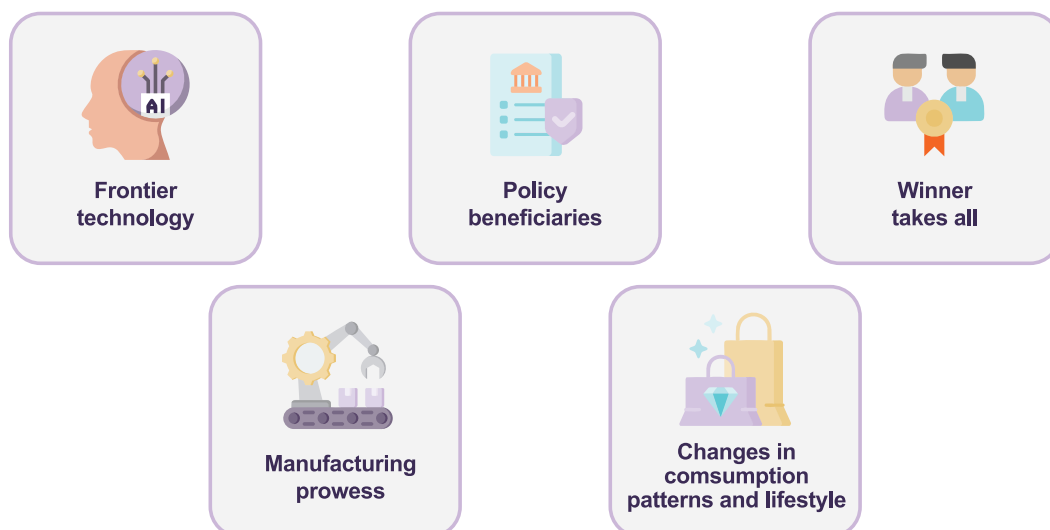 AI
Frontier
technology
Policy
beneficiaries
Winner
takes all
Manufacturing
prowess
Changes in
comsumption
patterns and lifestyle